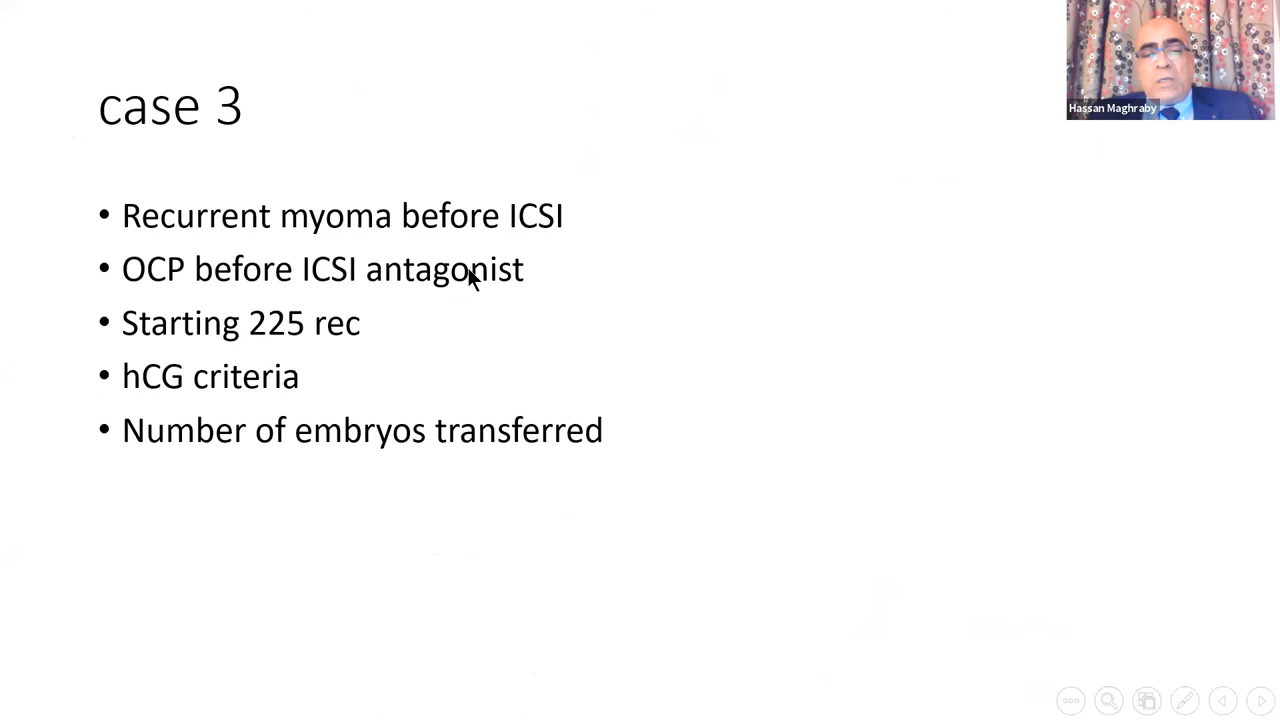 case 3
Hassan Maghraby
• Recurrent myoma before ICSI
• OCP before ICSI antagonist
• Starting 225 rec
• hCG criteria
• Number of embryos transferred